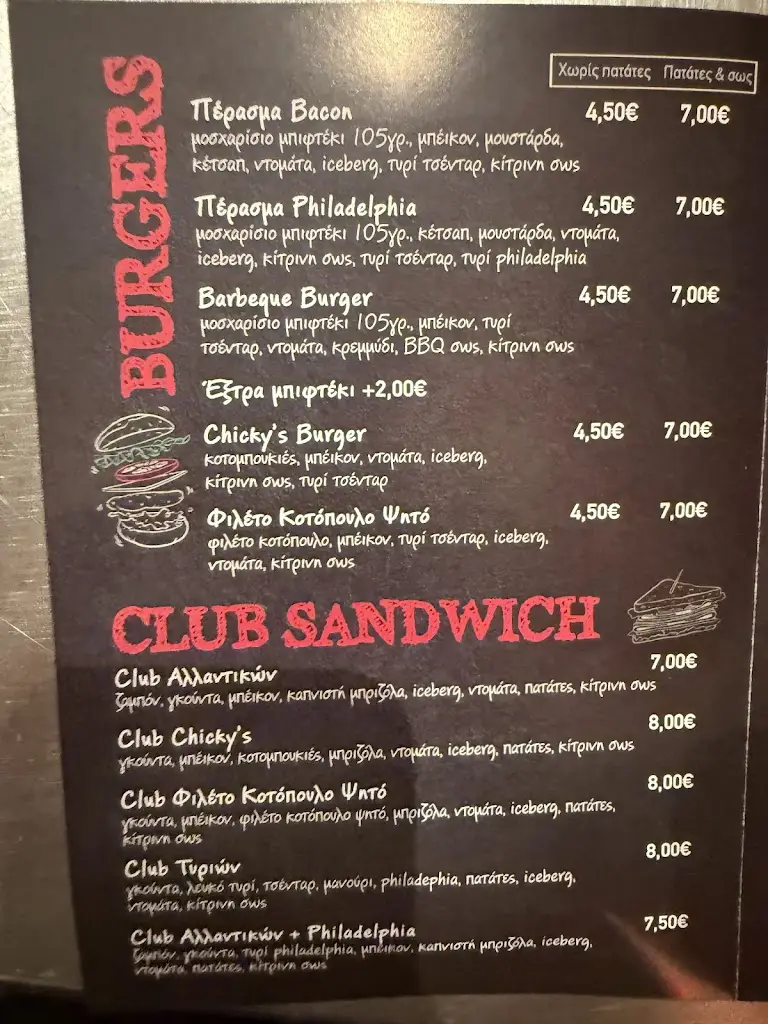 BURGERS
Χωρίς πατάτες Πατάτες & σως
Πέρασμα Bacon 4,50€ 7,00€
μοσχαρίσιο μπιφτέκι 105γρ., μπέικον, μουστάρδα,
κέτσαπ, ντομάτα, iceberg, τυρί τσένταρ, κίτρινη σως
Πέρασμα Philadelphia 4,50€ 7,00€
μοσχαρίσιο μπιφτέκι 105γρ., κέτσαπ, μουστάρδα, ντομάτα,
iceberg, κίτρινη σως, τυρί τσένταρ, τυρί philadelphia
Barbeque Burger 4,50€ 7,00€
μοσχαρίσιο μπιφτέκι 105γρ., μπέικον, τυρί
τσένταρ, ντομάτα, κρεμμύδι, BBQ σως, κίτρινη σως
Έξτρα μπιφτέκι +2,00€
Chicky's Burger 4,50€ 7,00€
κοτομπουκιές, μπέικον, ντομάτα, iceberg,
κίτρινη σως, τυρί τσένταρ
Φιλέτο Κοτόπουλο Ψητό 4,50€ 7,00€
φιλέτο κοτόπουλο, μπέικον, τυρί τσένταρ, iceberg,
ντομάτα, κίτρινη σως
CLUB SANDWICH
Club Αλλαντικών 7,00€
ζαμπόν, γκούντα, μπέικον, καπνιστή μπριζόλα, iceberg, ντομάτα, πατάτες, κίτρινη σως
Club Chicky's 8,00€
γκούντα, μπέικον, κοτομπουκιές, μπριζόλα, ντομάτα, iceberg, πατάτες, κίτρινη σως
Club Φιλέτο Κοτόπουλο Ψητό 8,00€
γκούντα, μπέικον, φιλέτο κοτόπουλο ψητό, μπριζόλα, ντομάτα, iceberg, πατάτες,
κίτρινη σως
Club Τυριών 8,00€
γκούντα, λευκό τυρί, τσένταρ, μανούρι, philadephia, πατάτες, iceberg,
ντομάτα, κίτρινη σως
Club Αλλαντικών + Philadelphia 7,50€
ζαμπόν, γκούντα, τυρί philadelphia, μπέικον, καπνιστή μπριζόλα, iceberg,
ντομάτα, πατάτες, κίτρινη σως